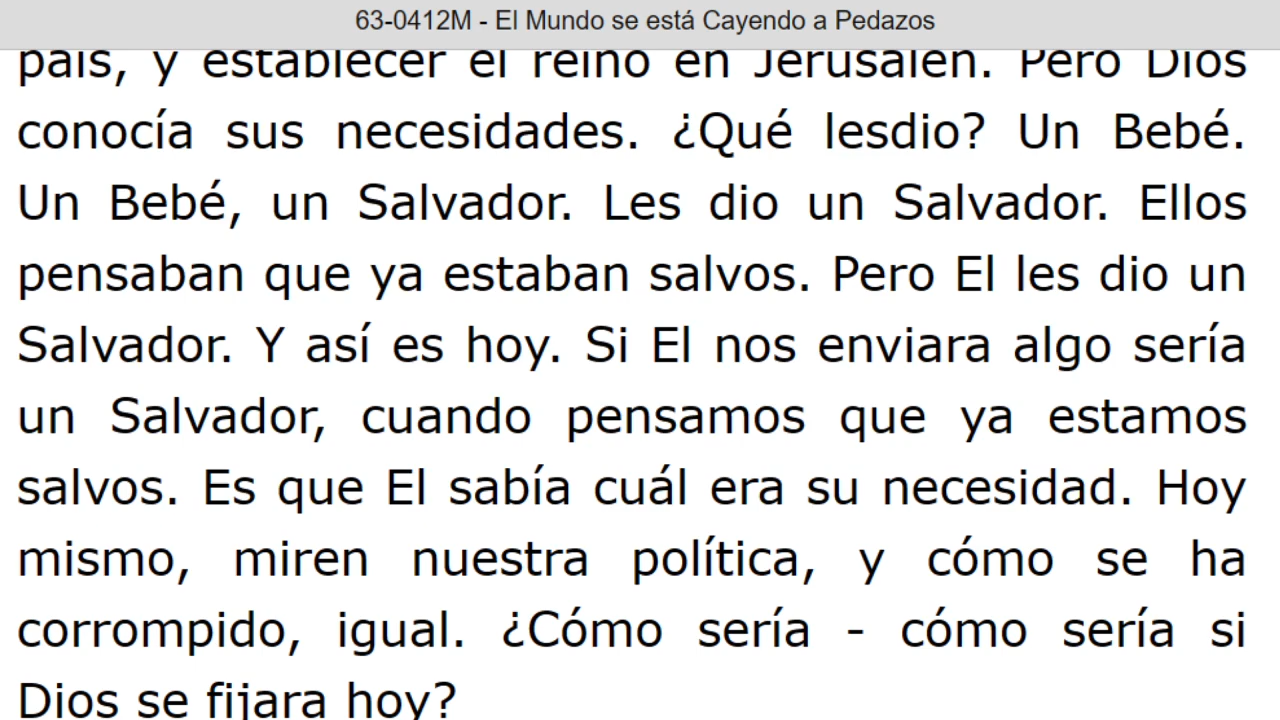 63-0412M - El Mundo se está Cayendo a Pedazos
país, y establecer el reino en Jerusalén. Pero Dios
conocía sus necesidades. ¿Qué lesdio? Un Bebé.
Un Bebé, un Salvador. Les dio un Salvador. Ellos
pensaban que ya estaban salvos. Pero El les dio un
Salvador. Y así es hoy. Si El nos enviara algo sería
un Salvador, cuando pensamos que ya estamos
salvos. Es que El sabía cuál era su necesidad. Hoy
mismo, miren nuestra política, y cómo se ha
corrompido, igual. ¿Cómo sería - cómo sería si
Dios se fijara hoy?